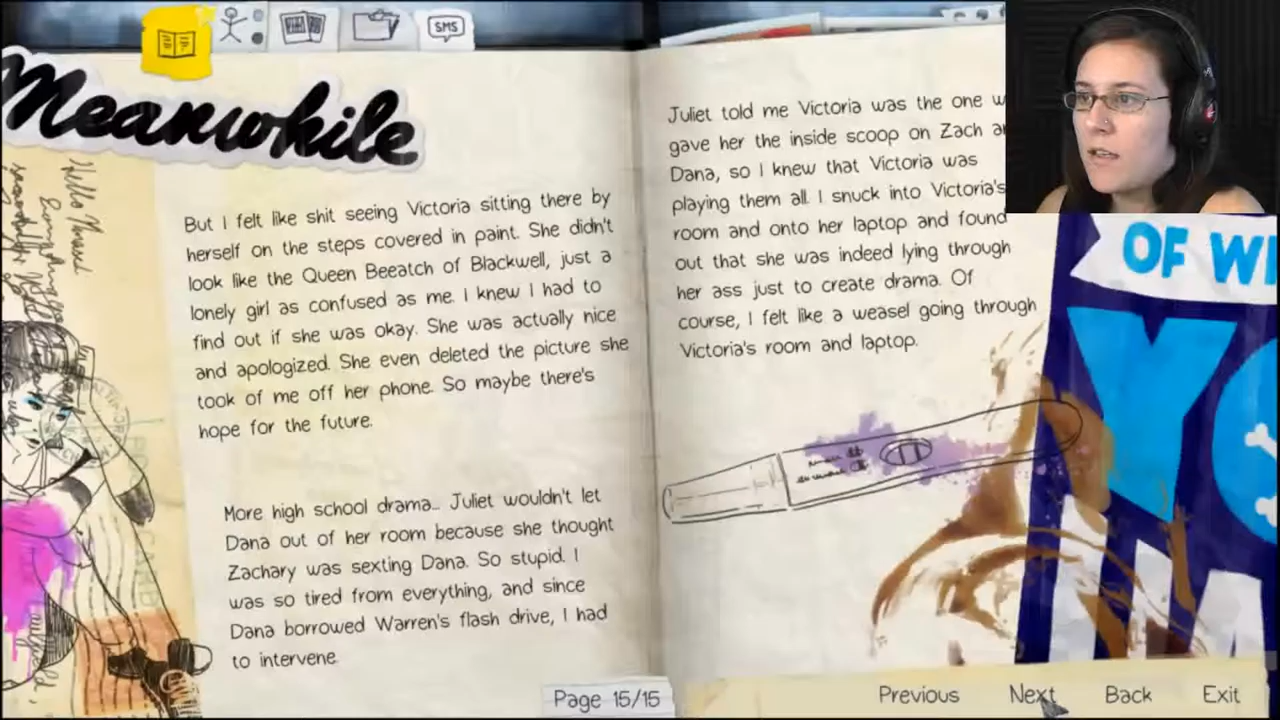 SMS
Meanwhile
But I felt like shit seeing Victoria sitting there by
herself on the steps covered in paint. She didn't
look like the Queen Beeatch of Blackwell, just a
lonely girl as confused as me. I knew I had to
find out if she was okay. She was actually nice
and apologized. She even deleted the picture she
took of me off her phone. So maybe there's
hope for the future.
More high school drama... Juliet wouldn't let
Dana out of her room because she thought
Zachary was sexting Dana. So stupid. I
was so tired from everything, and since
Dana borrowed Warren's flash drive, I had
to intervene.
Juliet told me Victoria was the one
gave her the inside scoop on Zach
Dana, so I knew that Victoria was
playing them all. I snuck into Victoria's
room and onto her laptop and found
out that she was indeed lying through
her ass just to create drama. Of
course, I felt like a weasel going through
Victoria's room and laptop.
OF
Page 15/15
Previous Next Back Exit